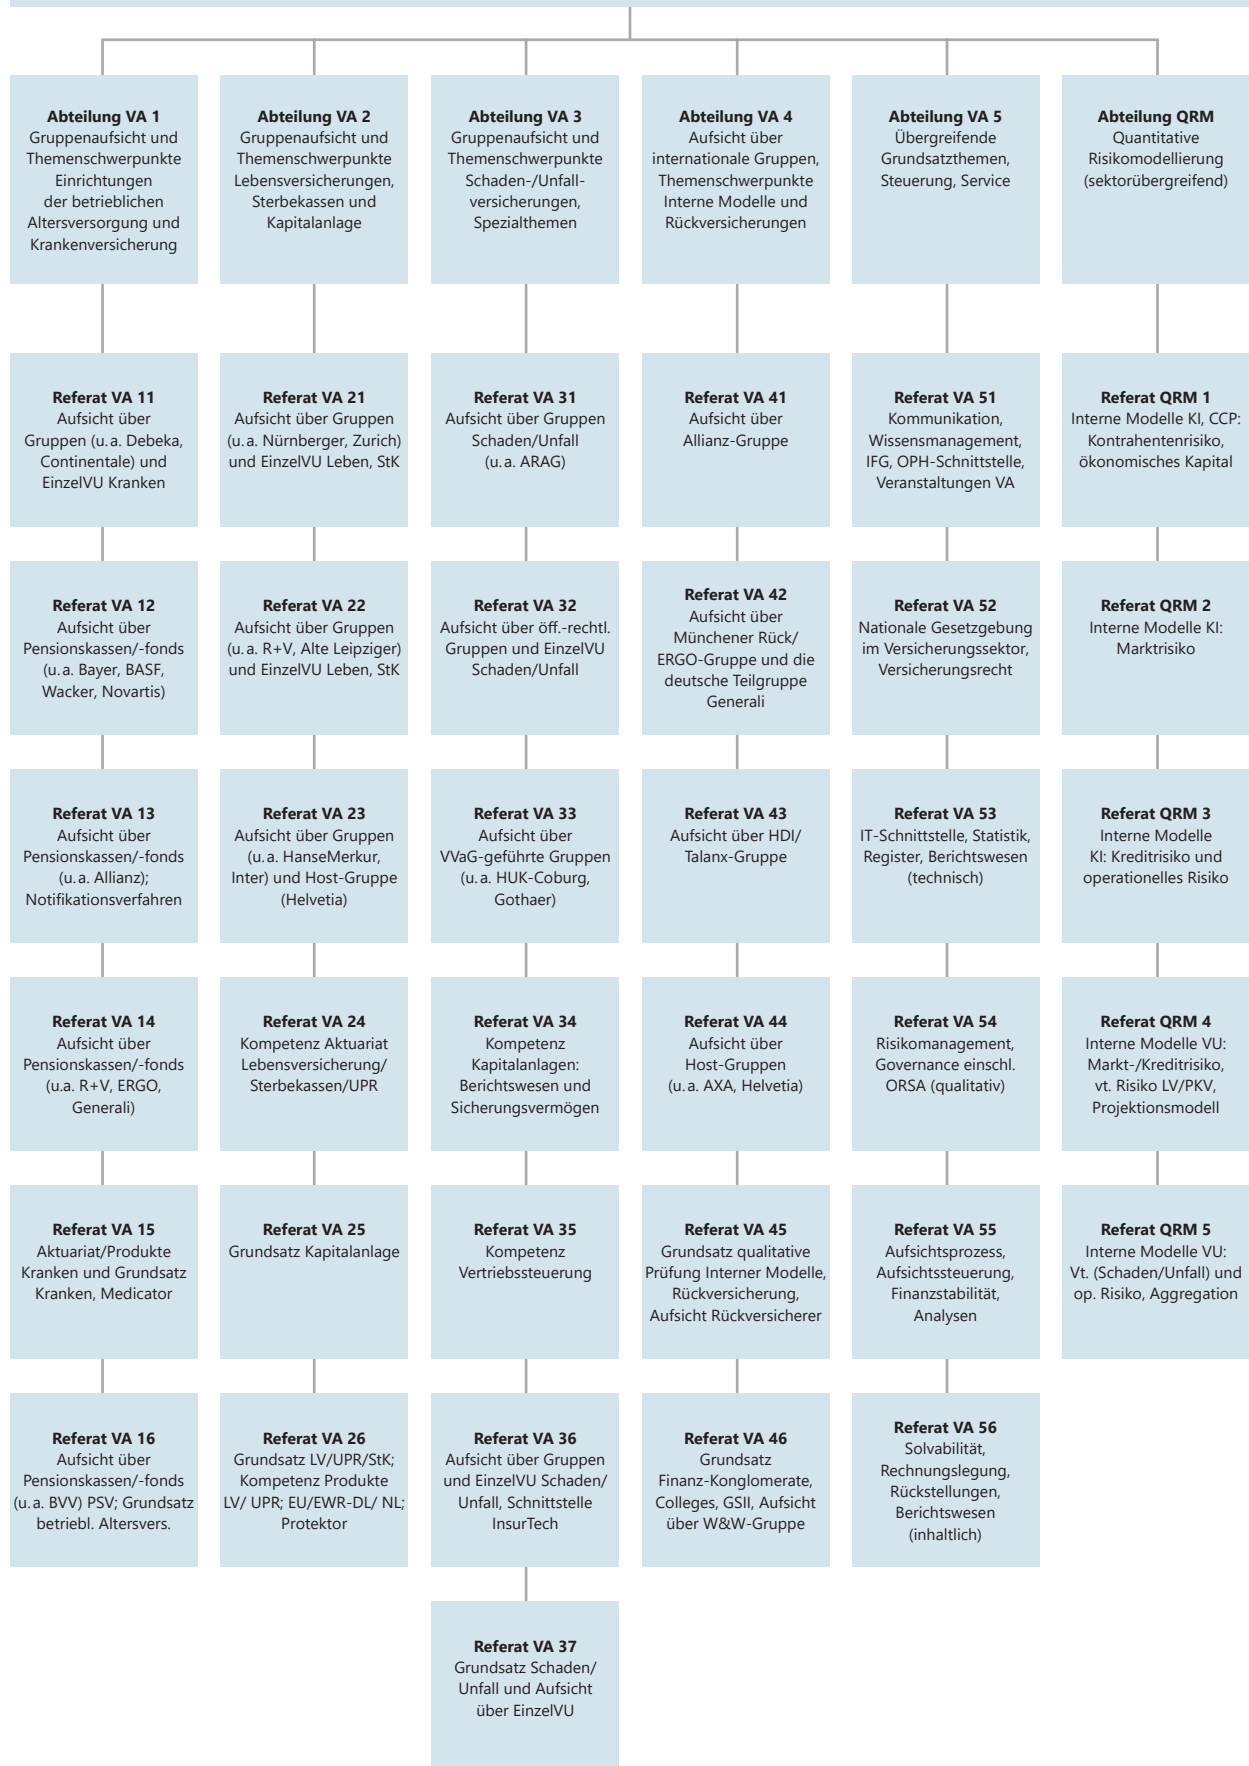 Abteilung VA 1
Gruppenaufsicht und
Themenschwerpunkte
Einrichtungen
der betrieblichen
Altersversorgung und
Krankenversicherung
Abteilung VA 2
Gruppenaufsicht und
Themenschwerpunkte
Lebensversicherungen,
Sterbekassen und
Kapitalanlage
Abteilung VA 3
Gruppenaufsicht und
Themenschwerpunkte
Schaden-/Unfall-
versicherungen,
Spezialthemen
Abteilung VA 4
Aufsicht über
internationale Gruppen,
Themenschwerpunkte
Interne Modelle und
Rückversicherungen
Abteilung VA 5
Übergreifende
Grundsatzthemen,
Steuerung, Service
Abteilung QRM
Quantitative
Risikomodellierung
(sektorübergreifend)
Referat VA 11
Aufsicht über
Gruppen (u. a. Debeka,
Continentale) und
EinzelVU Kranken
Referat VA 21
Aufsicht über Gruppen
(u. a. Nürnberger, Zurich)
und EinzelVU Leben, StK
Referat VA 31
Aufsicht über Gruppen
Schaden/Unfall
(u. a. ARAG)
Referat VA 41
Aufsicht über
Allianz-Gruppe
Referat VA 51
Kommunikation,
Wissensmanagement,
IFG, OPH-Schnittstelle,
Veranstaltungen VA
Referat QRM 1
Interne Modelle KI, CCP:
Kontrahentenrisiko,
ökonomisches Kapital
Referat VA 12
Aufsicht über
Pensionskassen/-fonds
(u. a. Bayer, BASF,
Wacker, Novartis)
Referat VA 22
Aufsicht über Gruppen
(u. a. R+V, Alte Leipziger)
und EinzelVU Leben, StK
Referat VA 32
Aufsicht über öff.-rechtl.
Gruppen und EinzelVU
Schaden/Unfall
Referat VA 42
Aufsicht über
Münchener Rück/
ERGO-Gruppe und die
deutsche Teilgruppe
Generali
Referat VA 52
Nationale Gesetzgebung
im Versicherungssektor,
Versicherungsrecht
Referat QRM 2
Interne Modelle KI:
Marktrisiko
Referat VA 13
Aufsicht über
Pensionskassen/-fonds
(u. a. Allianz);
Notifikationsverfahren
Referat VA 23
Aufsicht über Gruppen
(u. a. HanseMerkur,
Inter) und Host-Gruppe
(Helvetia)
Referat VA 33
Aufsicht über
VVaG-geführte Gruppen
(u. a. HUK-Coburg,
Gothaer)
Referat VA 43
Aufsicht über HDI/
Talanx-Gruppe
Referat VA 53
IT-Schnittstelle, Statistik,
Register, Berichtswesen
(technisch)
Referat QRM 3
Interne Modelle
KI: Kreditrisiko und
operationelles Risiko
Referat VA 14
Aufsicht über
Pensionskassen/-fonds
(u.a. R+V, ERGO,
Generali)
Referat VA 24
Kompetenz Aktuariat
Lebensversicherung/
Sterbekassen/UPR
Referat VA 34
Kompetenz
Kapitalanlagen:
Berichtswesen und
Sicherungsvermögen
Referat VA 44
Aufsicht über
Host-Gruppen
(u. a. AXA, Helvetia)
Referat VA 54
Risikomanagement,
Governance einschl.
ORSA (qualitativ)
Referat QRM 4
Interne Modelle VU:
Markt-/Kreditrisiko,
vt. Risiko LV/PKV,
Projektionsmodell
Referat VA 15
Aktuariat/Produkte
Kranken und Grundsatz
Kranken, Medicator
Referat VA 25
Grundsatz Kapitalanlage
Referat VA 35
Kompetenz
Vertriebssteuerung
Referat VA 45
Grundsatz qualitative
Prüfung Interner Modelle,
Rückversicherung,
Aufsicht Rückversicherer
Referat VA 55
Aufsichtsprozess,
Aufsichtssteuerung,
Finanzstabilität,
Analysen
Referat QRM 5
Interne Modelle VU:
Vt. (Schaden/Unfall) und
op. Risiko, Aggregation
Referat VA 16
Aufsicht über
Pensionskassen/-fonds
(u. a. BVV) PSV; Grundsatz
betriebl. Altersvers.
Referat VA 26
Grundsatz LV/UPR/StK;
Kompetenz Produkte
LV/ UPR; EU/EWR-DL/ NL;
Protektor
Referat VA 36
Aufsicht über Gruppen
und EinzelVU Schaden/
Unfall, Schnittstelle
InsurTech
Referat VA 46
Grundsatz
Finanz-Konglomerate,
Colleges, GSII, Aufsicht
über W&W-Gruppe
Referat VA 56
Solvabilität,
Rechnungslegung,
Rückstellungen,
Berichtswesen
(inhaltlich)
Referat VA 37
Grundsatz Schaden/
Unfall und Aufsicht
über EinzelVU